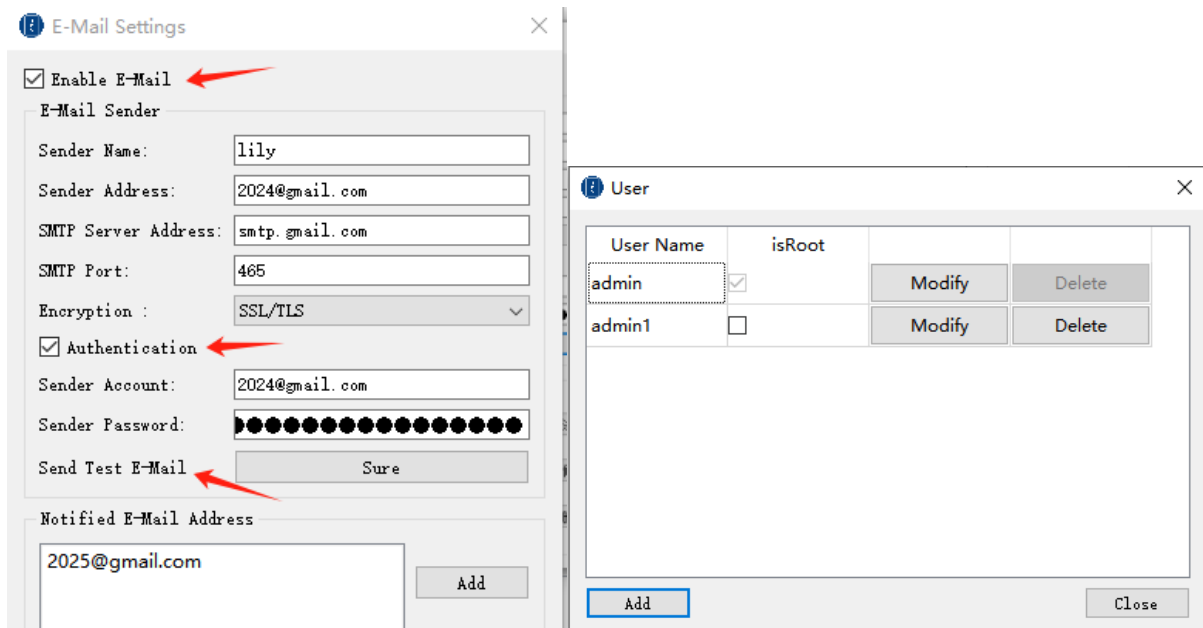 E-Mail Settings
Enable E-Mail
E-Mail Sender
Sender Name: lily
Sender Address: 2024@gmail.com
SMTP Server Address: smtp.gmail.com
SMTP Port: 465
Encryption : SSL/TLS
Authentication
Sender Account: 2024@gmail.com
Sender Password:
Send Test E-Mail Sure
Notified E-Mail Address
2025@gmail.com
Add
User
User Name isRoot
admin Modify Delete
admin1 Modify Delete
Add Close